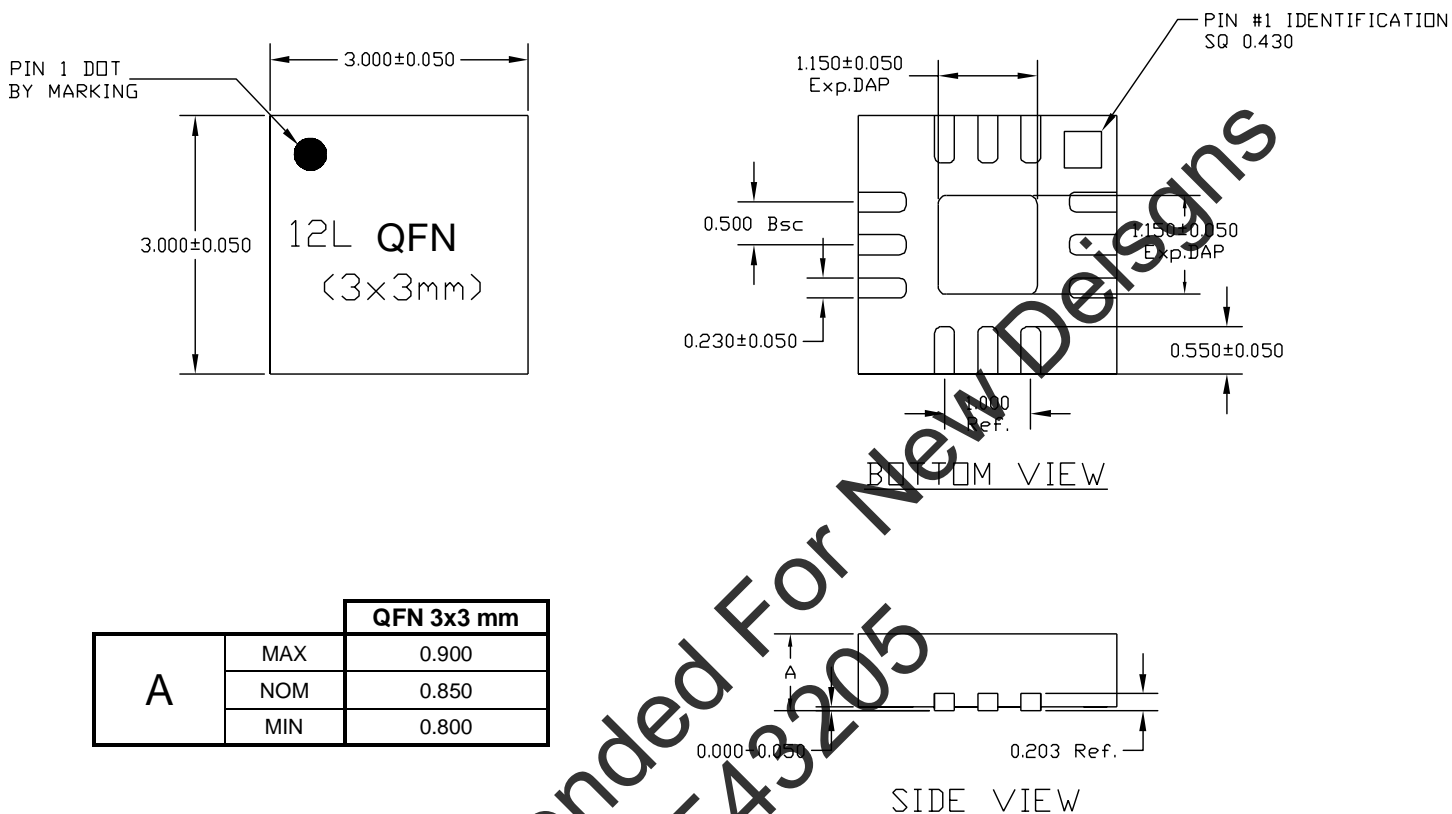 PIN 1 DOT
BY MARKING
3.000±0.050
3.000±0.050
12L QFN
(3x3mm)
PIN #1 IDENTIFICATION
SQ 0.430
1.150±0.050
Exp.DAP
0.500 Bsc
1.150±0.050
Exp.DAP
0.230±0.050
0.550±0.050
1.000
Ref.
BOTTOM VIEW
QFN 3x3 mm
A
MAX 0.900
NOM 0.850
MIN 0.800
A
0.000-0.050
0.203 Ref.
SIDE VIEW
For New Deisgns